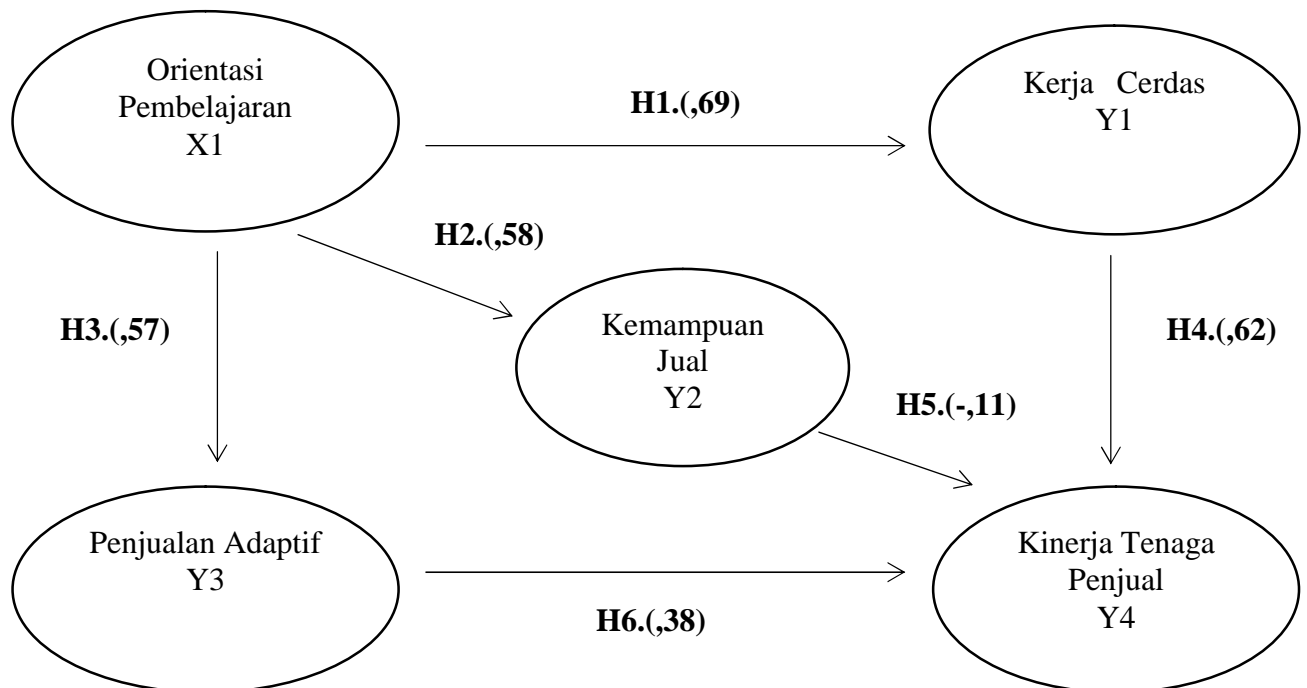 Orientasi
Pembelajaran
X1
H1.(,69)
Kerja Cerdas
Y1
H2.(,58)
H3.(,57)
Kemampuan
Jual
Y2
H4.(,62)
H5.(-,11)
Penjualan Adaptif
Y3
H6.(,38)
Kinerja Tenaga
Penjual
Y4